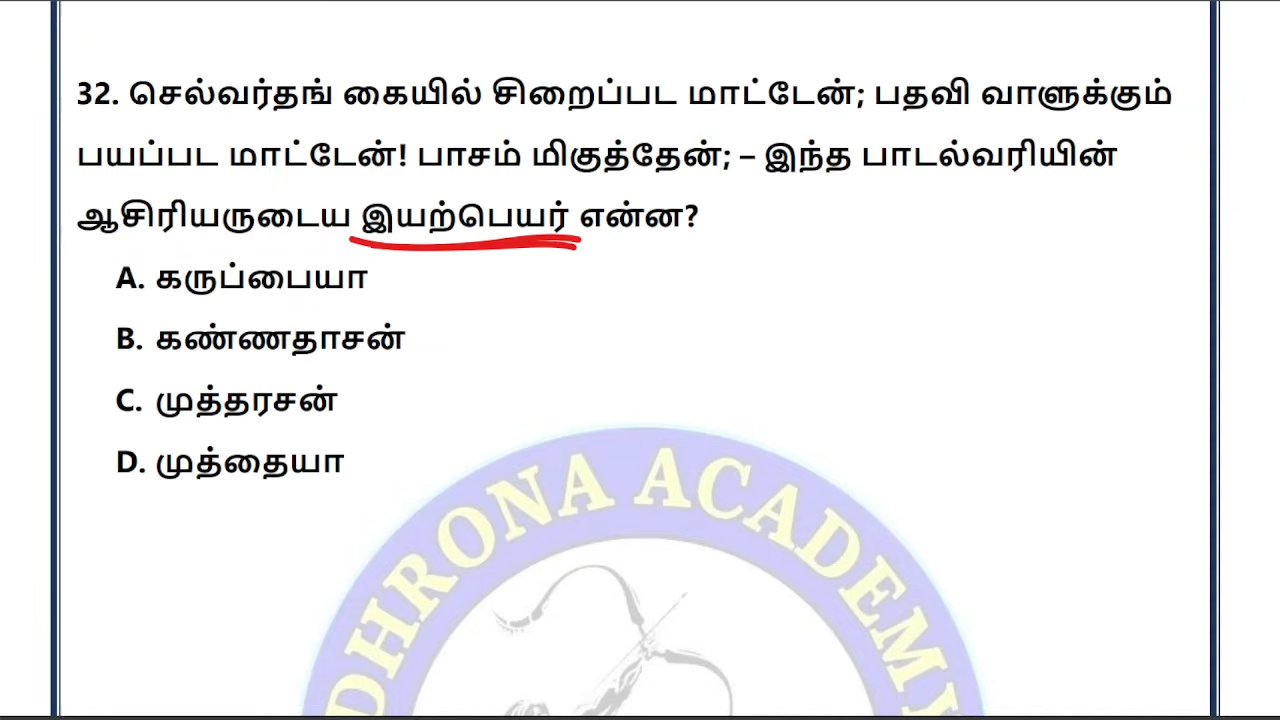 32. செல்வர்தங் கையில் சிறைப்பட மாட்டேன்; பதவி வாளுக்கும்
பயப்பட மாட்டேன்! பாசம் மிகுத்தேன்; – இந்த பாடல்வரியின்
ஆசிரியருடைய இயற்பெயர் என்ன?
A. கருப்பையா
B. கண்ணதாசன்
C. முத்தரசன்
D. முத்தையா
DHRONA ACADEMY